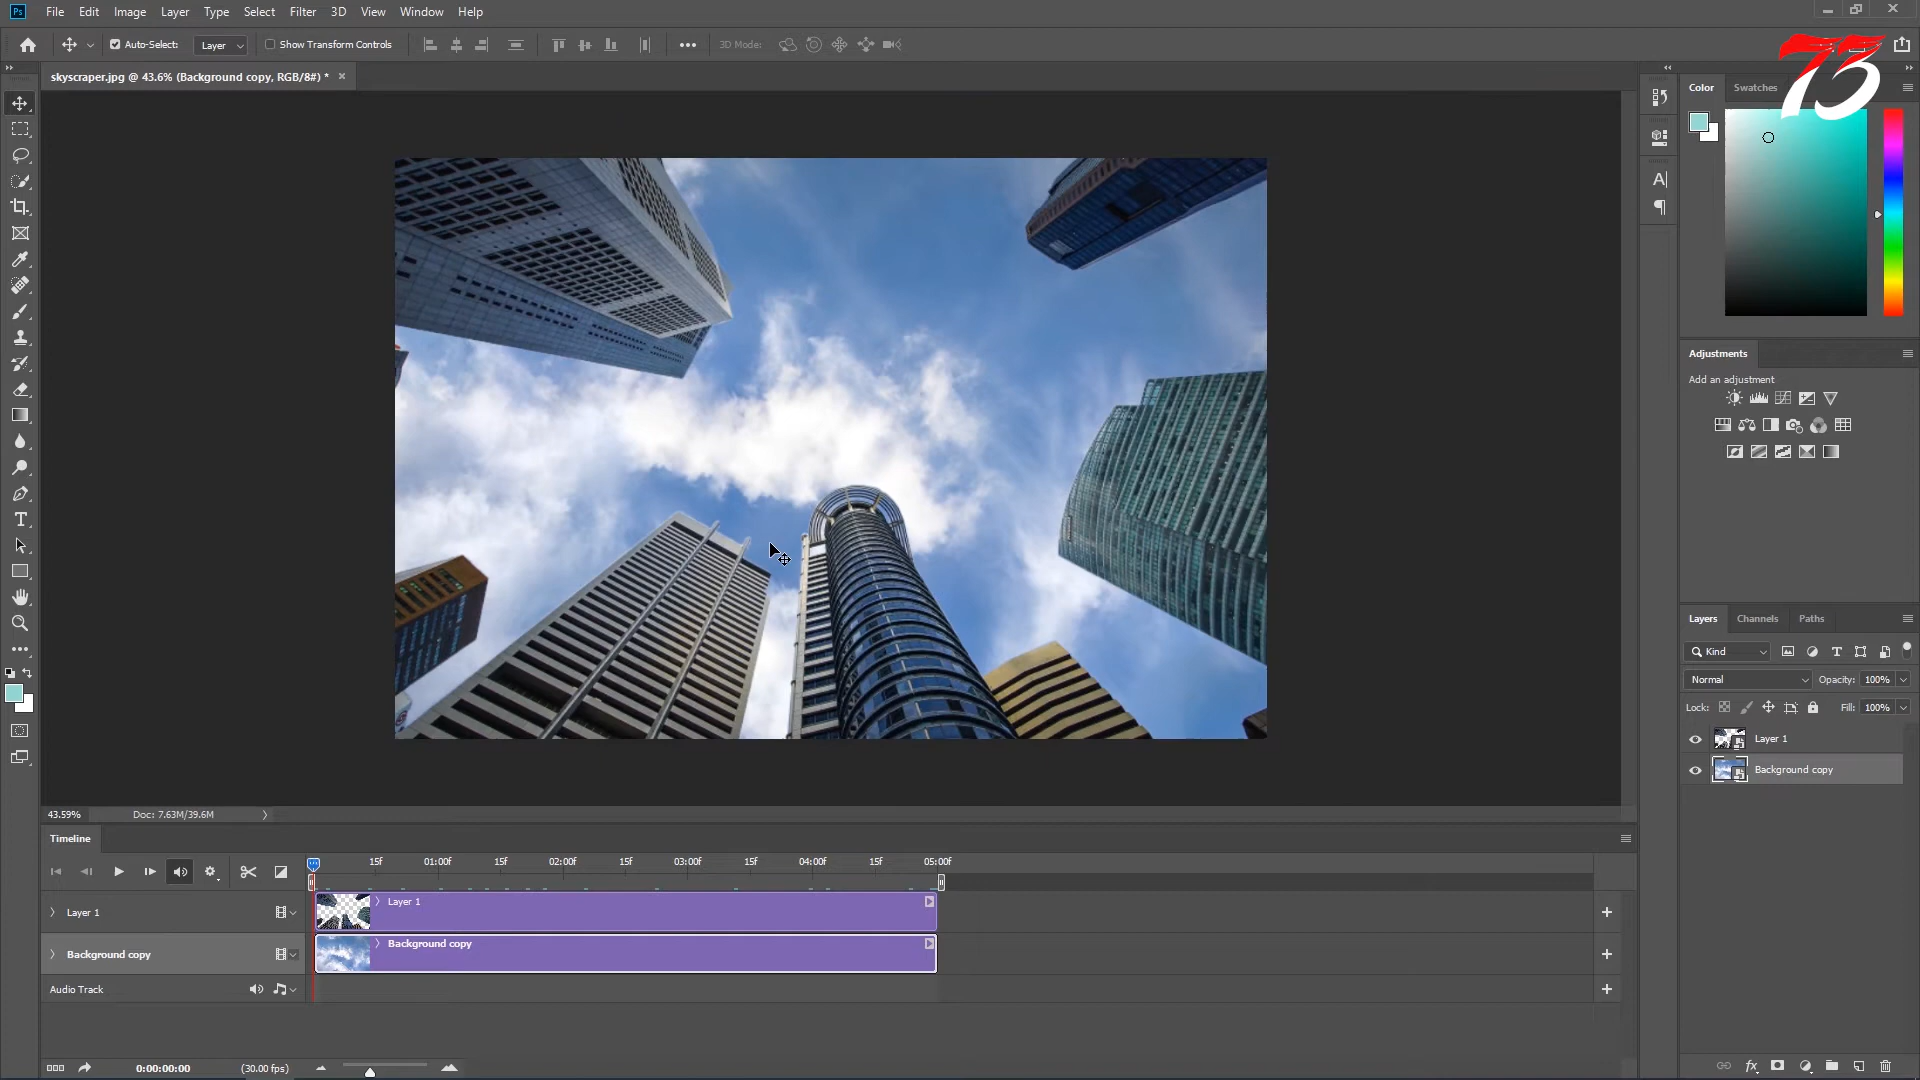 Ps File Edit Image Layer Type Select Filter 3D View Window Help
Auto-Select: Layer Show Transform Controls 3D Mode:
73
skyscraper.jpg @ 43.6% (Background copy, RGB/8#) *
Color Swatches
Adjustments
Add an adjustment
Layers Channels Paths
Kind
Normal Opacity: 100%
Lock: Fill: 100%
Layer 1
Background copy
43.59% Doc: 7.63M/39.6M
Timeline
15f 01:00f 15f 02:00f 15f 03:00f 15f 04:00f 15f 05:00f
Layer 1 Layer 1
Background copy Background copy
Audio Track
0:00:00:00 (30.00 fps)